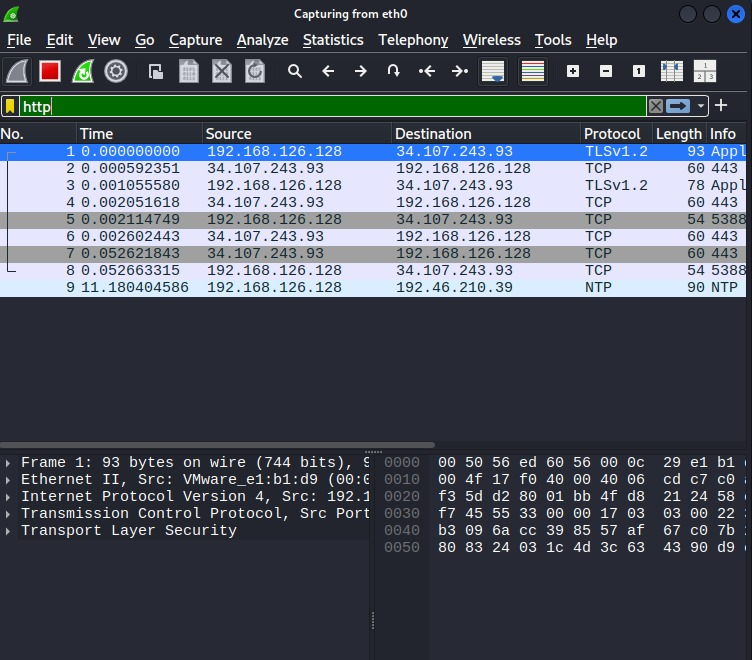 Capturing from eth0
File Edit View Go Capture Analyze Statistics Telephony Wireless Tools Help
http
No. Time Source Destination Protocol Length Info
1 0.000000000 192.168.126.128 34.107.243.93 TLSv1.2 93 Appl
2 0.000592351 34.107.243.93 192.168.126.128 TCP 60 443
3 0.001055580 192.168.126.128 34.107.243.93 TLSv1.2 78 Appl
4 0.002051618 34.107.243.93 192.168.126.128 TCP 60 443
5 0.002114749 192.168.126.128 34.107.243.93 TCP 54 5388
6 0.002602443 34.107.243.93 192.168.126.128 TCP 60 443
7 0.052621843 34.107.243.93 192.168.126.128 TCP 60 443
8 0.052663315 192.168.126.128 34.107.243.93 TCP 54 5388
9 11.180404586 192.168.126.128 192.46.210.39 NTP 90 NTP
Frame 1: 93 bytes on wire (744 bits), 9
Ethernet II, Src: VMware_e1:b1:d9 (00:0
Internet Protocol Version 4, Src: 192.1
Transmission Control Protocol, Src Port
Transport Layer Security
0000 00 50 56 ed 60 56 00 0c 29 e1 b1
0010 00 4f 17 f0 40 00 40 06 cd c7 c0
0020 f3 5d d2 80 01 bb 4f d8 21 24 58
0030 f7 45 55 33 00 00 17 03 03 00 22
0040 b3 09 6a cc 39 85 57 af 67 c0 7b
0050 80 83 24 03 1c 4d 3c 63 43 90 d9